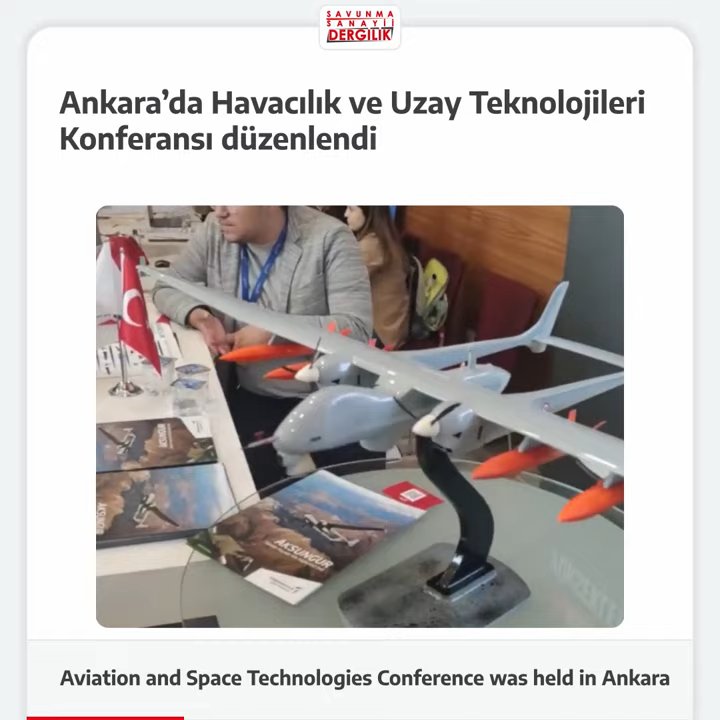 SAVUNMA
SANAYİİ
DERGİLİK
Ankara’da Havacılık ve Uzay Teknolojileri
Konferansı düzenlendi
AKSUNGUR
Aviation and Space Technologies Conference was held in Ankara